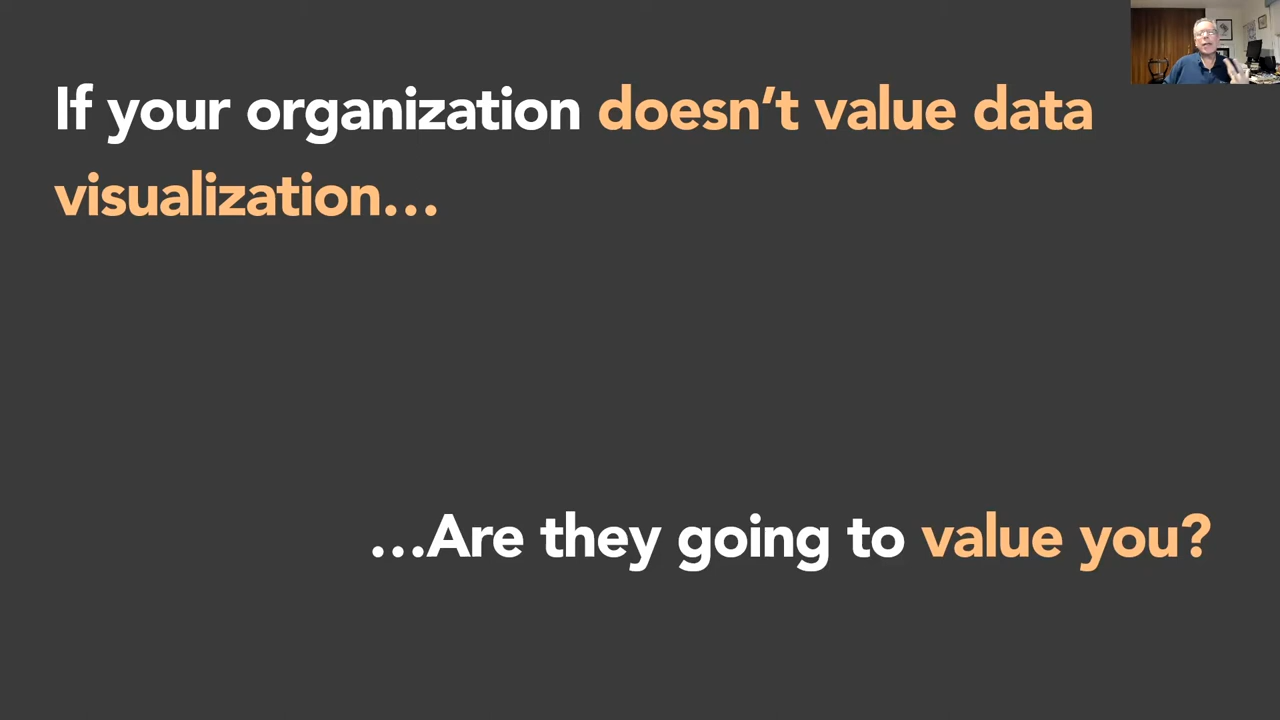 If your organization doesn’t value data
visualization…
…Are they going to value you?